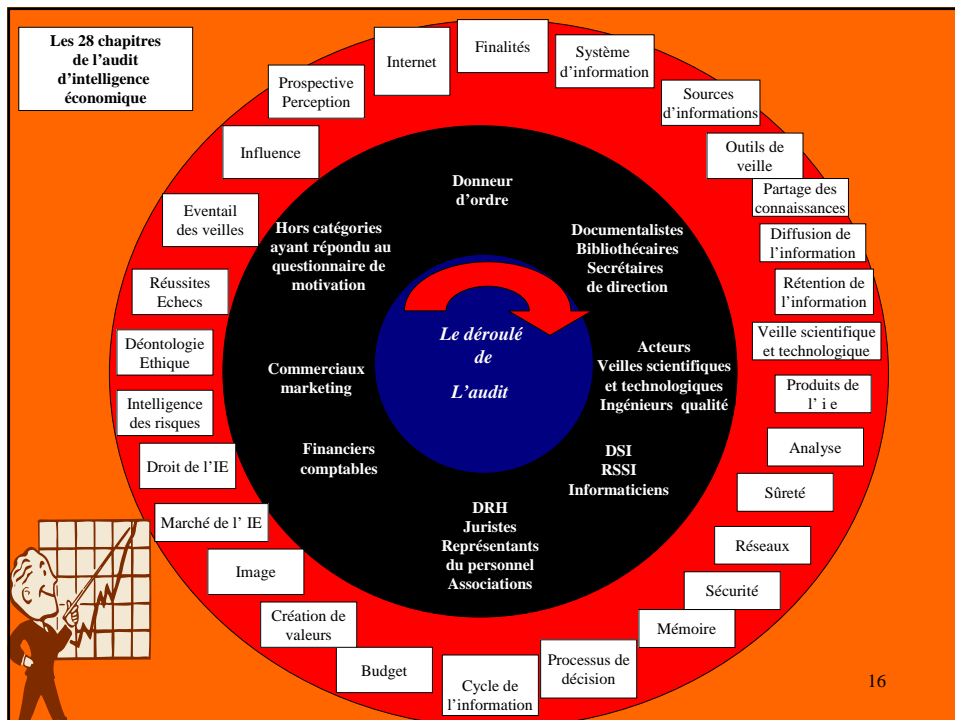 Les 28 chapitres
de l'audit
d'intelligence
économique
Finalités
Système
d'information
Sources
d'informations
Outils de
veille
Partage des
connaissances
Diffusion de
l'information
Rétention de
l'information
Veille scientifique
et technologique
Produits de
l' i e
Analyse
Sûreté
Réseaux
Sécurité
Mémoire
Processus de
décision
Cycle de
l'information
Budget
Création de
valeurs
Image
Marché de l' IE
Droit de l'IE
Intelligence
des risques
Déontologie
Ethique
Réussites
Echecs
Eventail
des veilles
Influence
Prospective
Perception
Internet
Donneur
d'ordre
Documentalistes
Bibliothécaires
Secrétaires
de direction
Acteurs
Veilles scientifiques
et technologiques
Ingénieurs qualité
DSI
RSSI
Informaticiens
DRH
Juristes
Représentants
du personnel
Associations
Financiers
comptables
Commerciaux
marketing
Hors catégories
ayant répondu au
questionnaire de
motivation
Le déroulé
de
L'audit
16